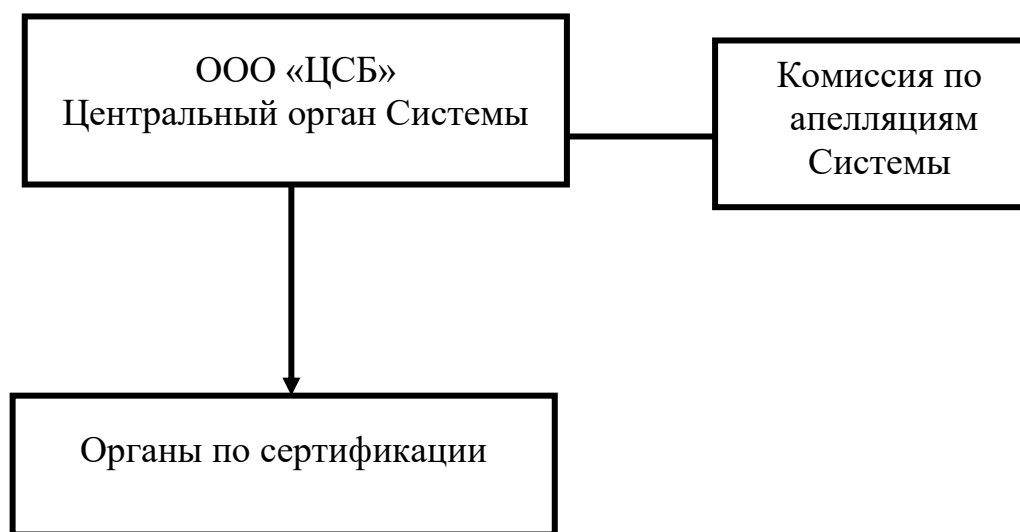 ООО «ЦСБ»
Центральный орган Системы
Комиссия по
апелляциям
Системы
Органы по сертификации